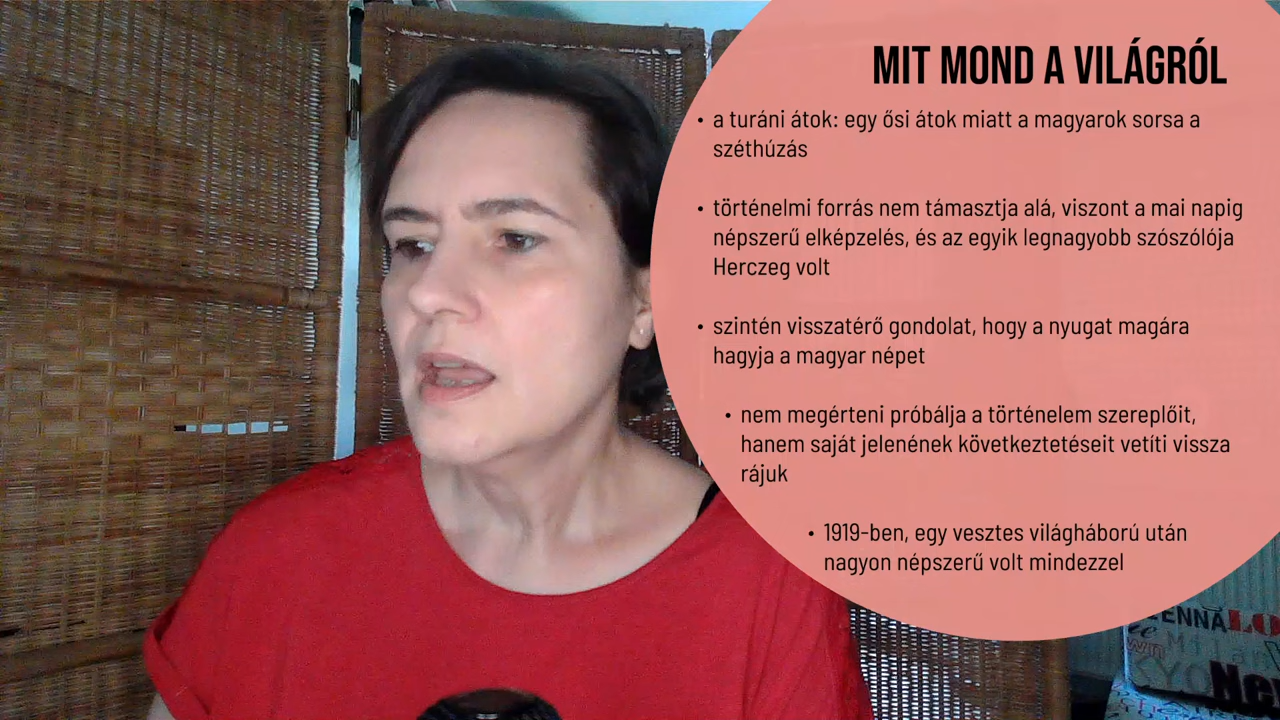 MIT MOND A VILÁGRÓL
• a turáni átok: egy ősi átok miatt a magyarok sorsa a
széthúzás
• történelmi forrás nem támasztja alá, viszont a mai napig
népszerű elképzelés, és az egyik legnagyobb szószólója
Herczeg volt
• szintén visszatérő gondolat, hogy a nyugat magára
hagyja a magyar népet
• nem megérteni próbálja a történelem szereplőit,
hanem saját jelenének következtetéseit vetíti vissza
rájuk
• 1919-ben, egy vesztes világháború után
nagyon népszerű volt mindezzel